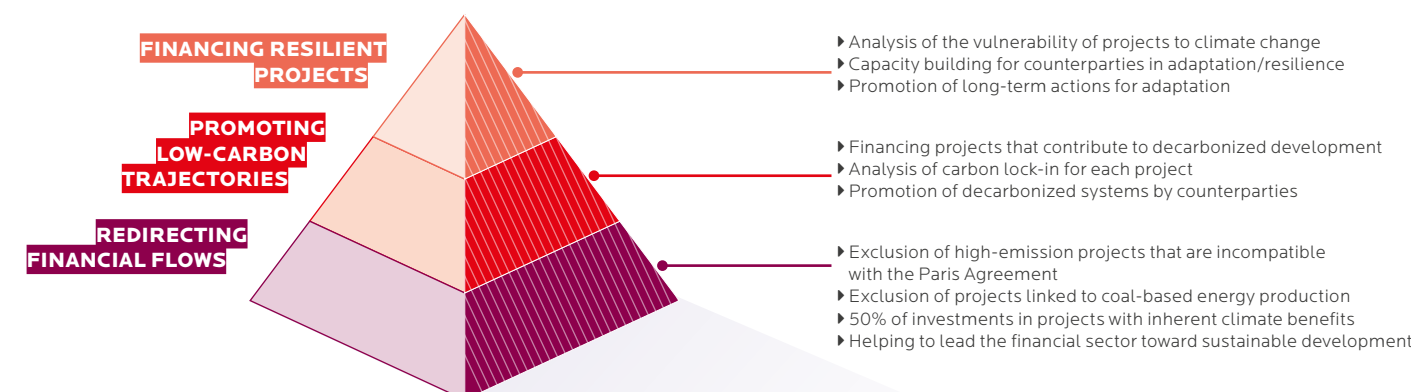 FINANCING RESILIENT
PROJECTS
▶ Analysis of the vulnerability of projects to climate change
▶ Capacity building for counterparties in adaptation/resilience
▶ Promotion of long-term actions for adaptation
PROMOTING
LOW-CARBON
TRAJECTORIES
▶ Financing projects that contribute to decarbonized development
▶ Analysis of carbon lock-in for each project
▶ Promotion of decarbonized systems by counterparties
REDIRECTING
FINANCIAL FLOWS
▶ Exclusion of high-emission projects that are incompatible
with the Paris Agreement
▶ Exclusion of projects linked to coal-based energy production
▶ 50% of investments in projects with inherent climate benefits
▶ Helping to lead the financial sector toward sustainable development